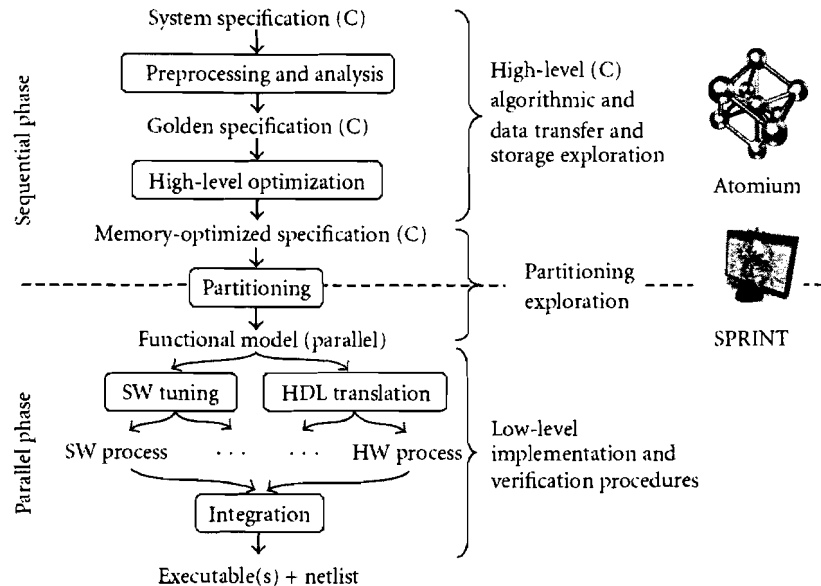 System specification (C)
Preprocessing and analysis
Golden specification (C)
High-level optimization
Memory-optimized specification (C)
Partitioning
Functional model (parallel)
SW tuning
HDL translation
SW process
· · ·
· · ·
HW process
Integration
Executable(s) + netlist
Sequential phase
Parallel phase
High-level (C)
algorithmic and
data transfer and
storage exploration
Partitioning
exploration
Low-level
implementation and
verification procedures
Atomium
SPRINT